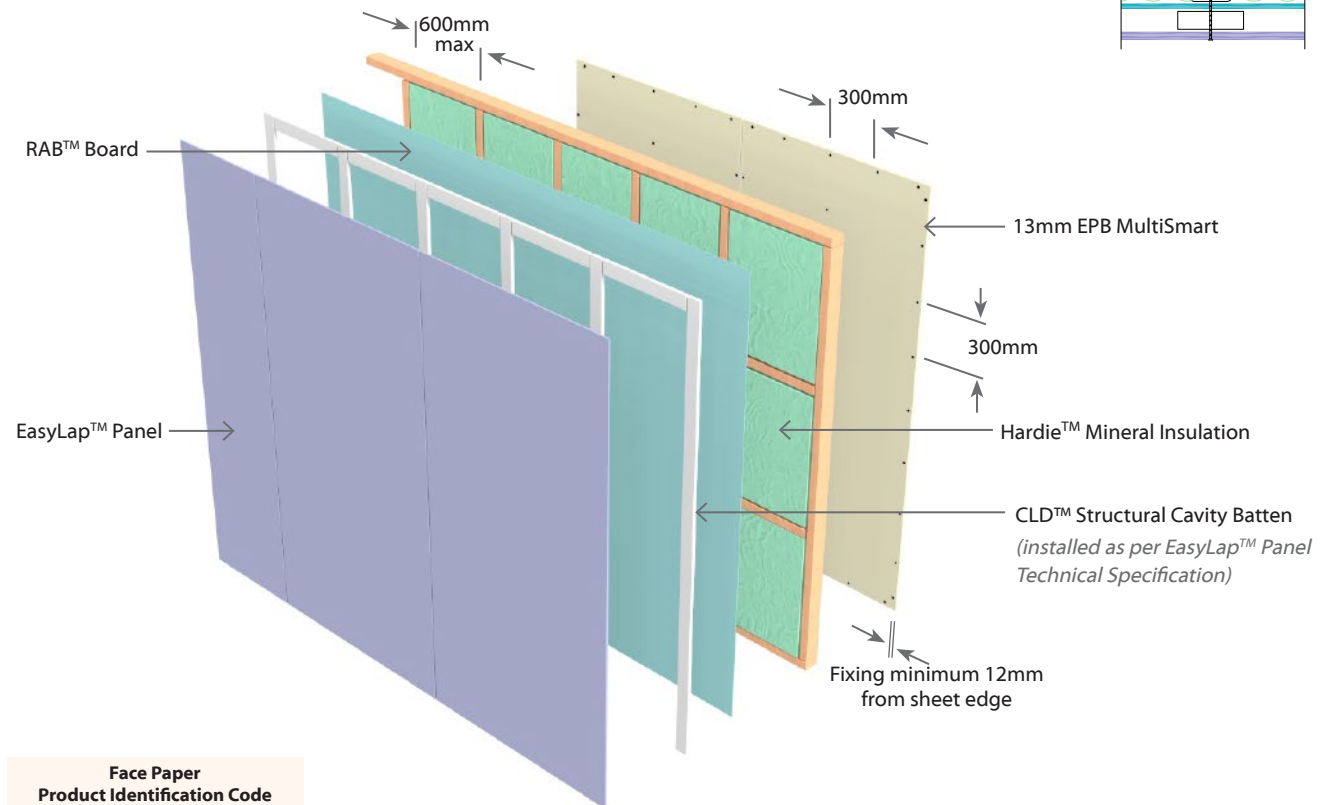 600mm
max
300mm
RAB™ Board
13mm EPB MultiSmart
300mm
EasyLap™ Panel
Hardie™ Mineral Insulation
CLD™ Structural Cavity Batten
(installed as per EasyLap™ Panel
Technical Specification)
Fixing minimum 12mm
from sheet edge
Face Paper
Product Identification Code